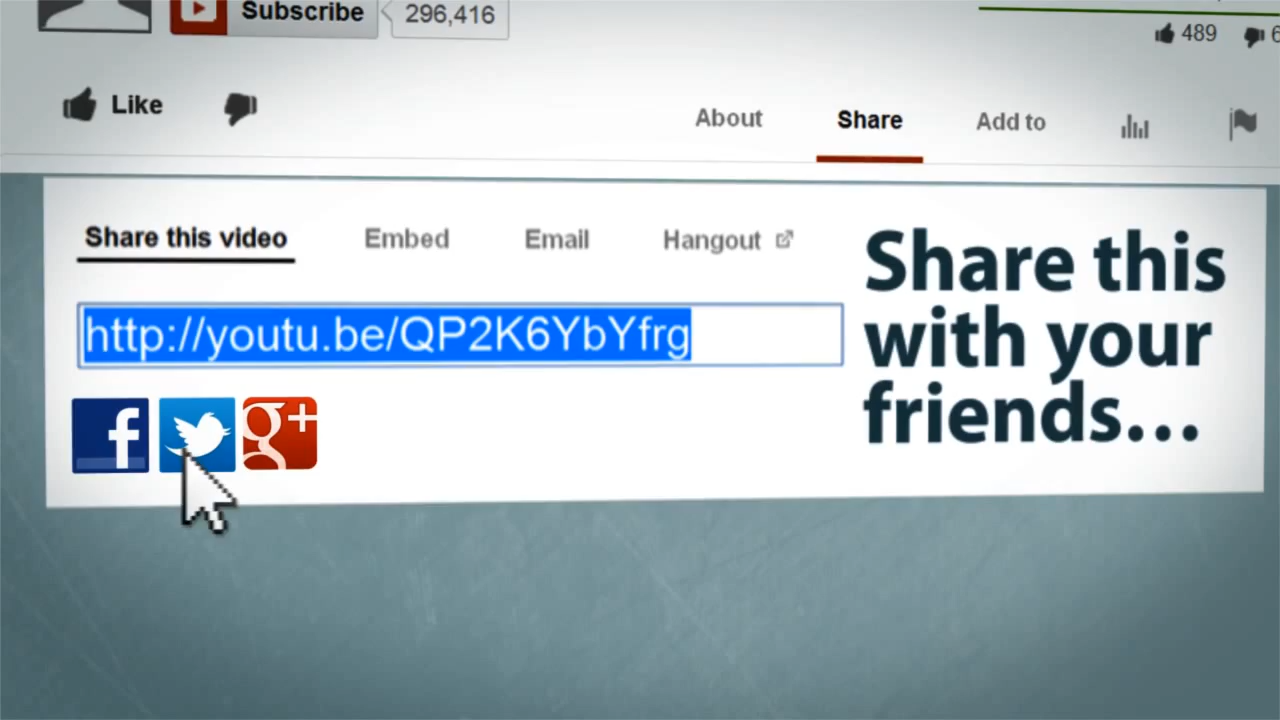 Subscribe 296,416
489 6
Like
About Share Add to
Share this video Embed Email Hangout
http://youtu.be/QP2K6YbYfrg
f g+
Share this
with your
friends…